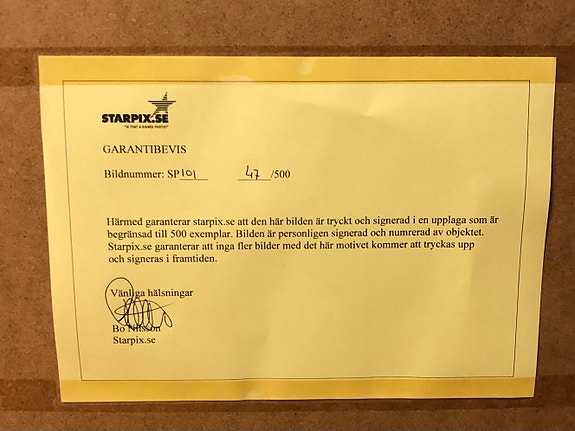 STARPIX.SE
"IS THAT A SIGNED PHOTO?"
GARANTIBEVIS
Bildnummer: SP101 47/500
Härmed garanterar starpix.se att den här bilden är tryckt och signerad i en upplaga som är
begränsad till 500 exemplar. Bilden är personligen signerad och numrerad av objektet.
Starpix.se garanterar att inga fler bilder med det här motivet kommer att tryckas upp
och signeras i framtiden.
Vänliga hälsningar
Bo Nilsson
Starpix.se